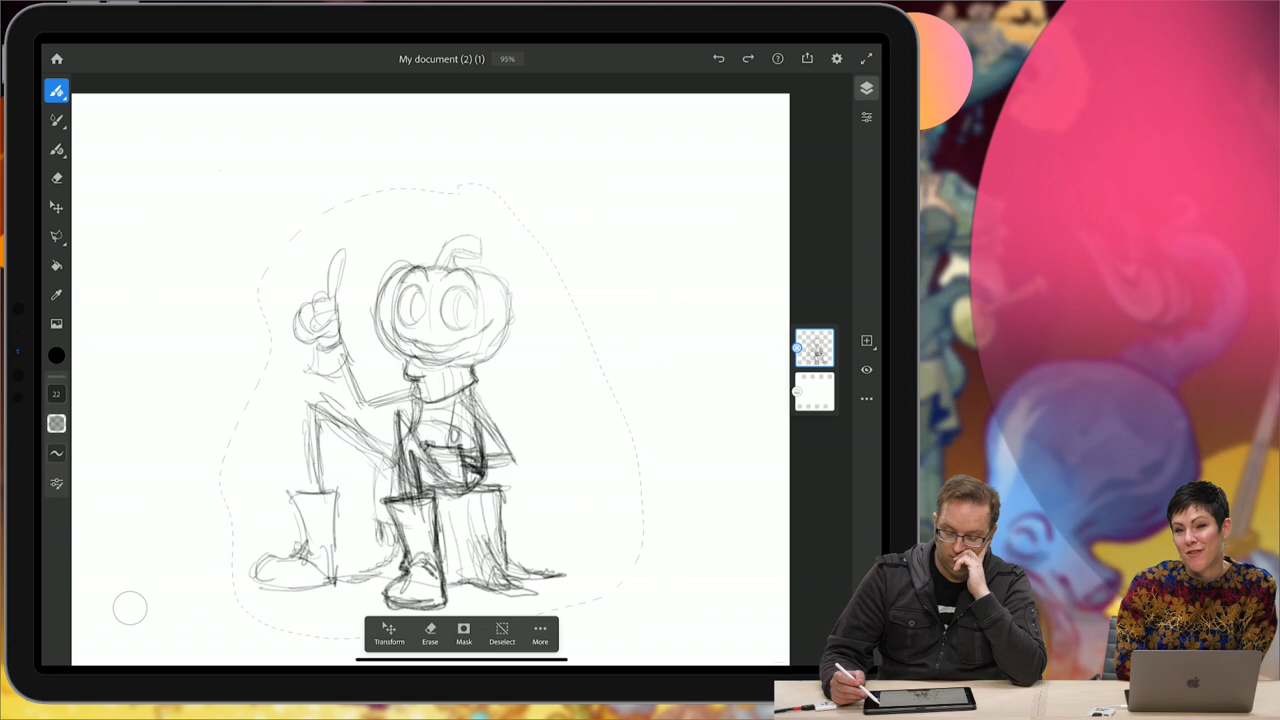 My document (2) (1)
95%
22
Transform
Erase
Mask
Deselect
More